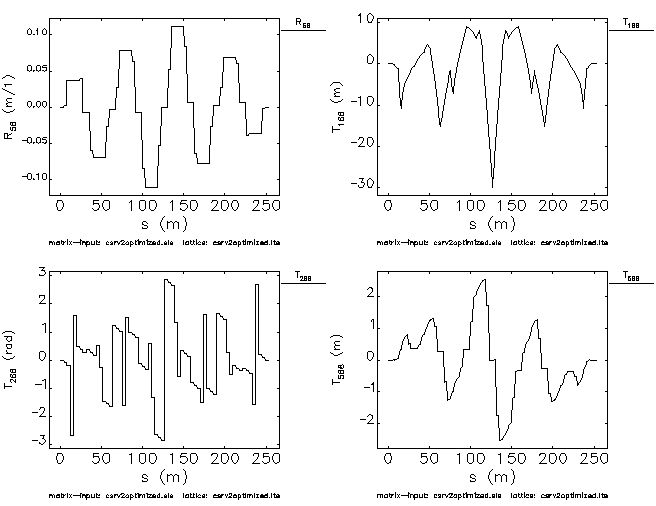 R56
0.10
0.05
0.00
-0.05
-0.10
R56 (m/1)
0 50 100 150 200 250
s (m)
matrix-input: csrv2optimized.ele lattice: csrv2optimized.lte
T166
10
0
-10
-20
-30
T166 (m)
0 50 100 150 200 250
s (m)
matrix-input: csrv2optimized.ele lattice: csrv2optimized.lte
T266
3
2
1
0
-1
-2
-3
T266 (rad)
0 50 100 150 200 250
s (m)
matrix-input: csrv2optimized.ele lattice: csrv2optimized.lte
T566
2
1
0
-1
-2
T566 (m)
0 50 100 150 200 250
s (m)
matrix-input: csrv2optimized.ele lattice: csrv2optimized.lte